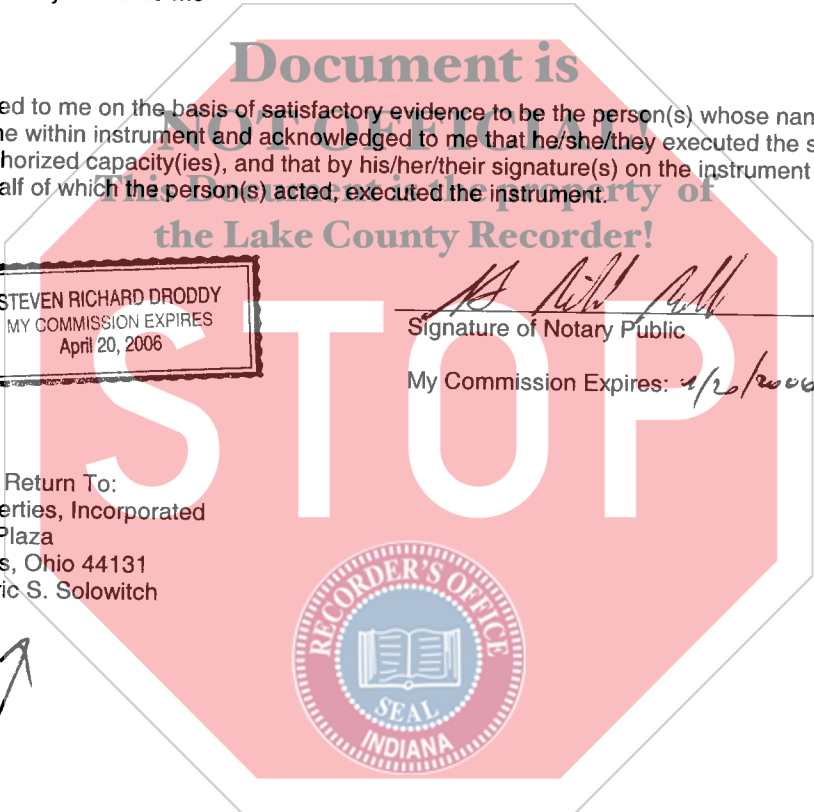 Document is
ed to me on the basis of satisfactory evidence to be the person(s) whose nam
NOT OFFICIAL!
e within instrument and acknowledged to me that he/she/they executed the s
horized capacity(ies), and that by his/her/their signature(s) on the instrument
This Document is the property of
alf of which the person(s) acted, executed the instrument.
the Lake County Recorder!
STEVEN RICHARD DRODDY
MY COMMISSION EXPIRES
April 20, 2006
Signature of Notary Public
My Commission Expires: 4/20/2006
STOP
Return To:
erties, Incorporated
Plaza
s, Ohio 44131
ric S. Solowitch
RECORDER'S OFFICE
SEAL
INDIANA